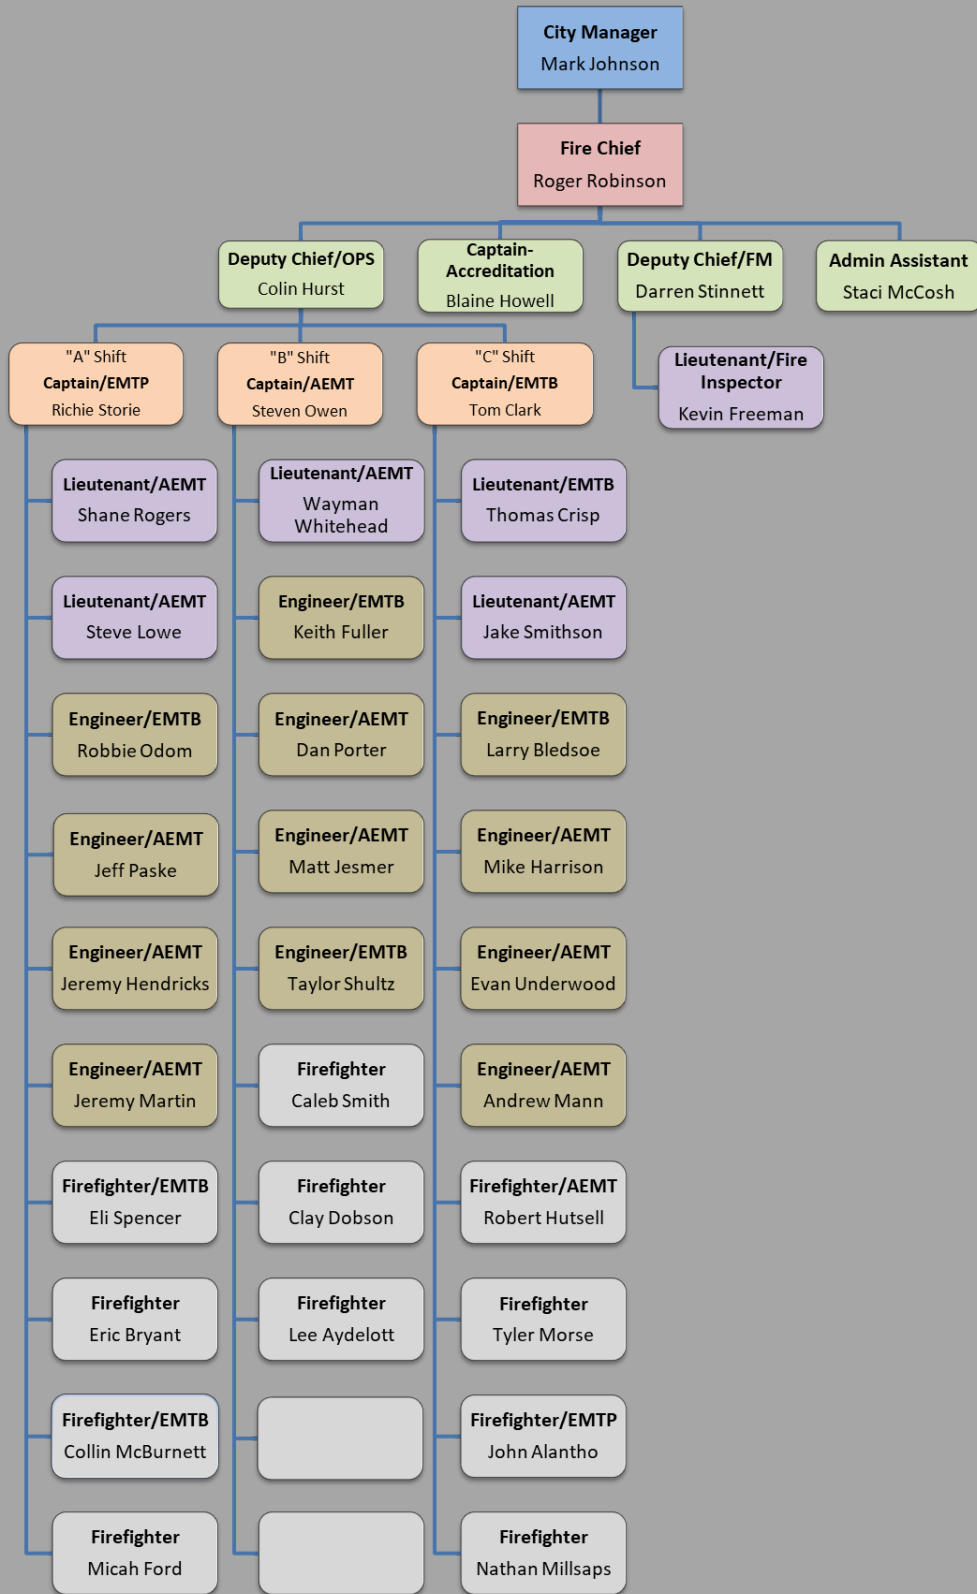 City Manager
Mark Johnson
Fire Chief
Roger Robinson
Deputy Chief/OPS
Colin Hurst
Captain-
Accreditation
Blaine Howell
Deputy Chief/FM
Darren Stinnett
Admin Assistant
Staci McCosh
"A" Shift
Captain/EMTP
Richie Storie
"B" Shift
Captain/AEMT
Steven Owen
"C" Shift
Captain/EMTB
Tom Clark
Lieutenant/Fire
Inspector
Kevin Freeman
Lieutenant/AEMT
Shane Rogers
Lieutenant/AEMT
Steve Lowe
Engineer/EMTB
Robbie Odom
Engineer/AEMT
Jeff Paske
Engineer/AEMT
Jeremy Hendricks
Engineer/AEMT
Jeremy Martin
Firefighter/EMTB
Eli Spencer
Firefighter
Eric Bryant
Firefighter/EMTB
Collin McBurnett
Firefighter
Micah Ford
Lieutenant/AEMT
Wayman
Whitehead
Engineer/EMTB
Keith Fuller
Engineer/AEMT
Dan Porter
Engineer/AEMT
Matt Jesmer
Engineer/EMTB
Taylor Shultz
Firefighter
Caleb Smith
Firefighter
Clay Dobson
Firefighter
Lee Aydelott
Lieutenant/EMTB
Thomas Crisp
Lieutenant/AEMT
Jake Smithson
Engineer/EMTB
Larry Bledsoe
Engineer/AEMT
Mike Harrison
Engineer/AEMT
Evan Underwood
Engineer/AEMT
Andrew Mann
Firefighter/AEMT
Robert Hutsell
Firefighter
Tyler Morse
Firefighter/EMTP
John Alantho
Firefighter
Nathan Millsaps